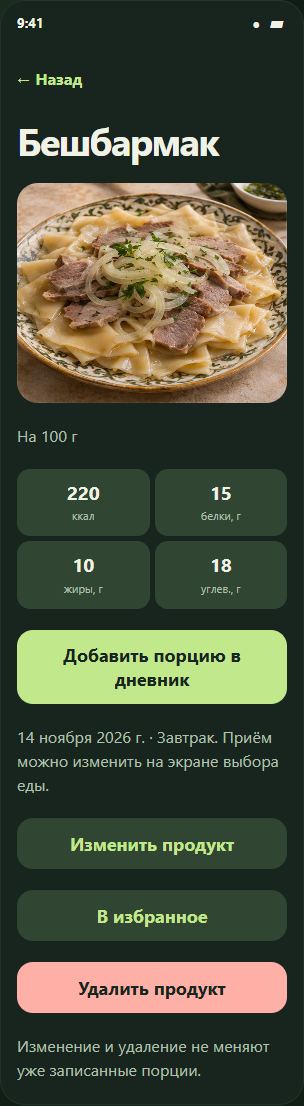 9:41
← Назад
Бешбармак
На 100 г
220
ккал
15
белки, г
10
жиры, г
18
углев., г
Добавить порцию в
дневник
14 ноября 2026 г. · Завтрак. Приём
можно изменить на экране выбора
еды.
Изменить продукт
В избранное
Удалить продукт
Изменение и удаление не меняют
уже записанные порции.